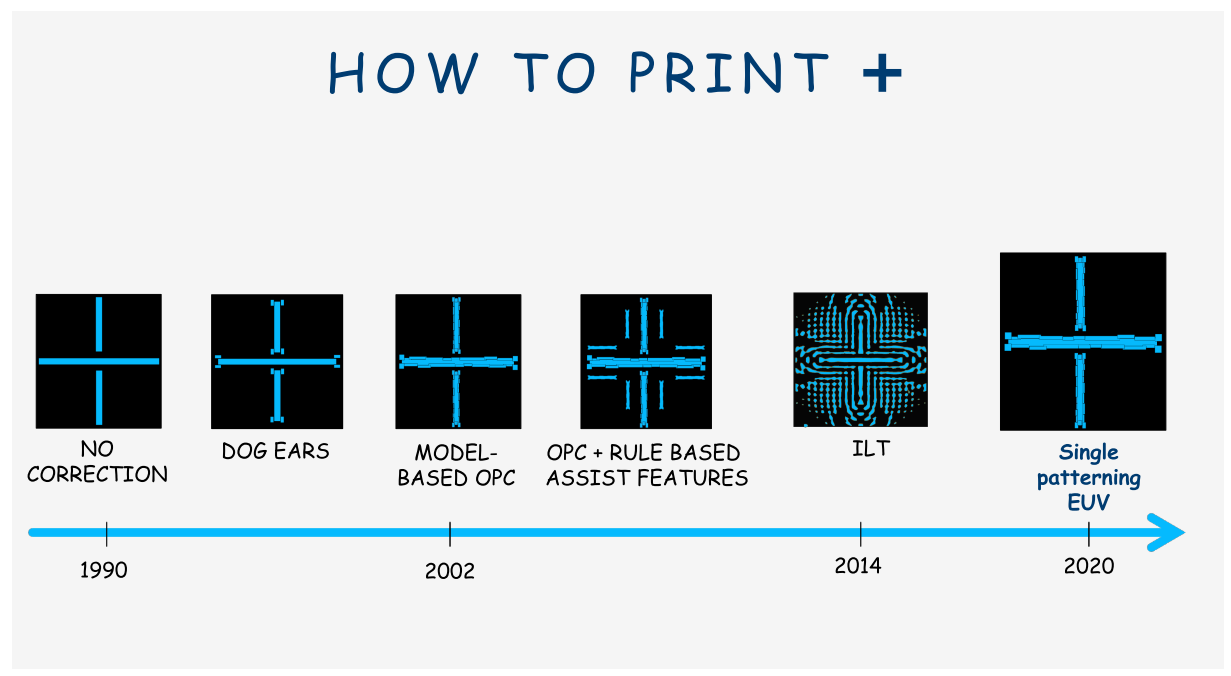 HOW TO PRINT +
NO
CORRECTION
DOG EARS
MODEL-
BASED OPC
OPC + RULE BASED
ASSIST FEATURES
ILT
Single
patterning
EUV
1990
2002
2014
2020